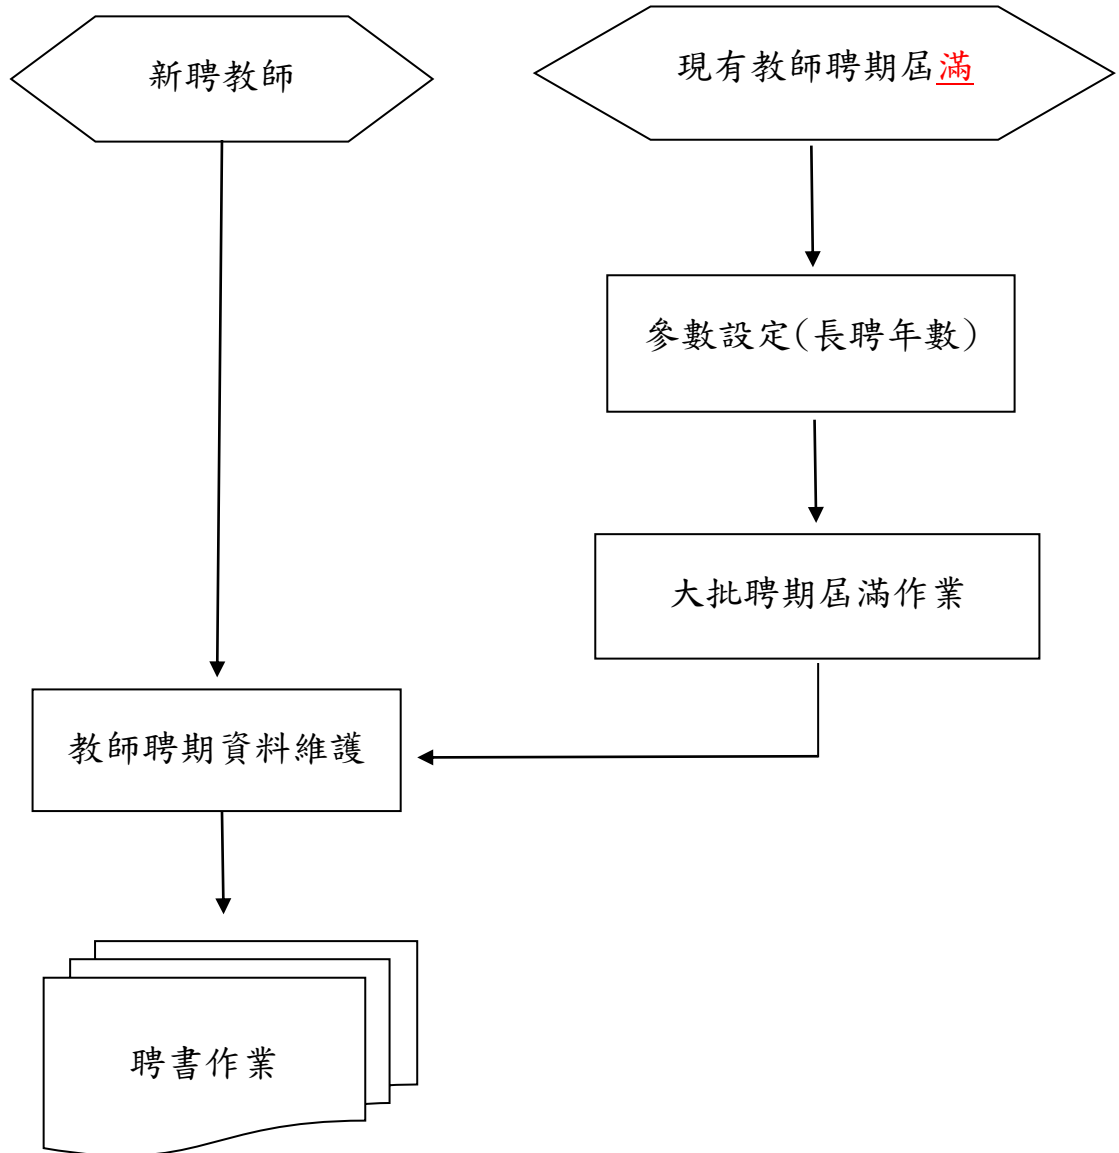 新聘教師
現有教師聘期屆滿
參數設定(長聘年數)
大批聘期屆滿作業
教師聘期資料維護
聘書作業